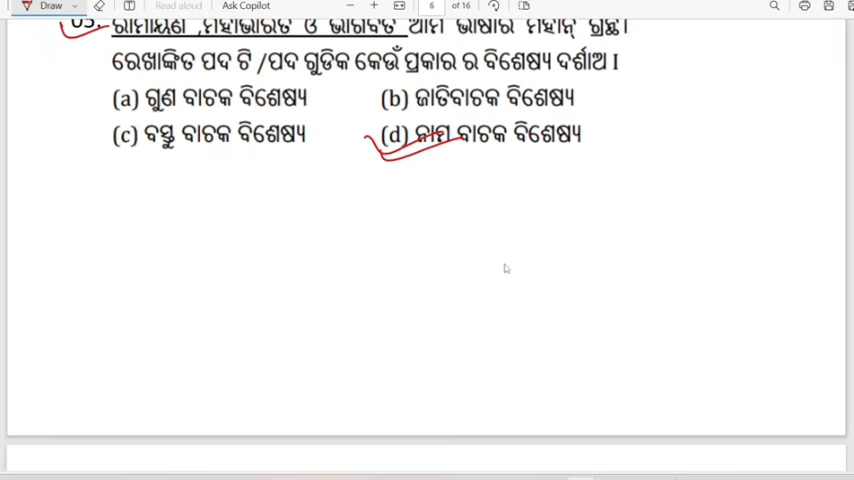 Draw Read aloud Ask Copilot 6 of 16
03. ରାମାୟଣ ,ମହାଭାରତ ଓ ଭାଗବତ ଆମ ଭାଷାର ମହାନ୍ ଗ୍ରନ୍ଥ।
ରେଖାଙ୍କିତ ପଦ ଟି /ପଦ ଗୁଡିକ କେଉଁ ପ୍ରକାର ର ବିଶେଷ୍ୟ ଦର୍ଶାଅ I
(a) ଗୁଣ ବାଚକ ବିଶେଷ୍ୟ (b) ଜାତିବାଚକ ବିଶେଷ୍ୟ
(c) ବସ୍ତୁ ବାଚକ ବିଶେଷ୍ୟ (d) ନାମ ବାଚକ ବିଶେଷ୍ୟ